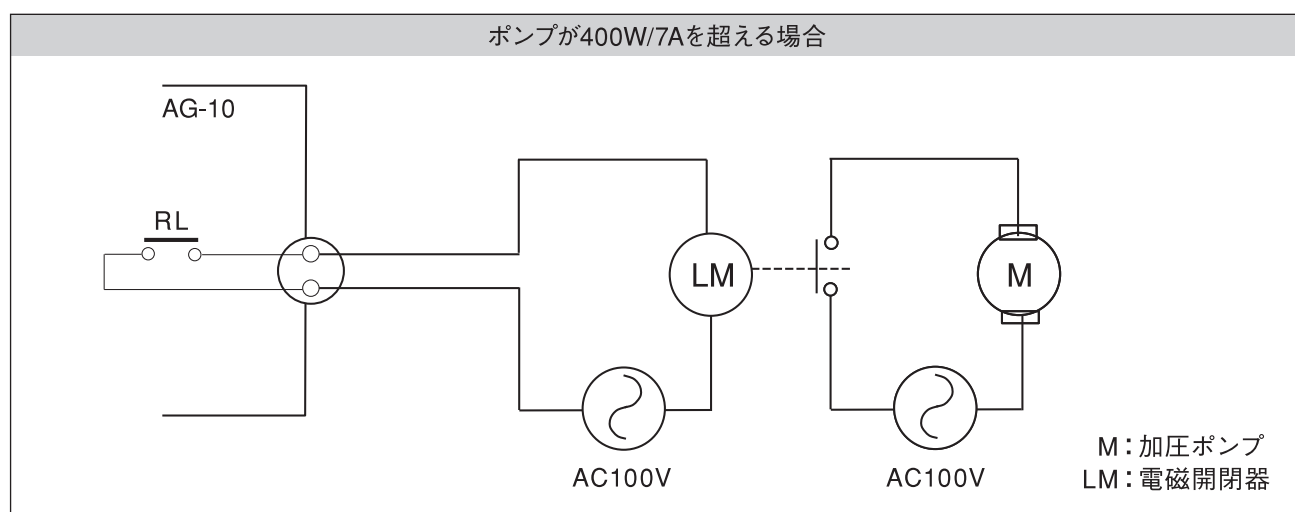 ポンプが400W/7Aを超える場合
AG-10
RL
LM
M
AC100V
AC100V
M：加圧ポンプ
LM：電磁開閉器